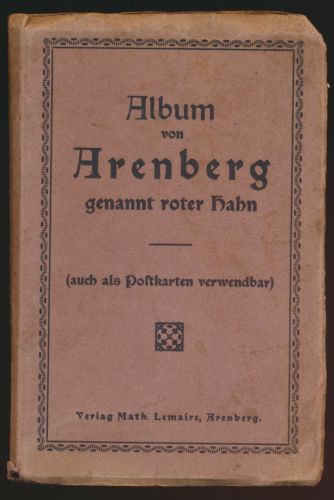 Album
von
Arenberg
genannt roter Hahn
(auch als Postkarten verwendbar)
Verlag Math. Lemaire, Arenberg.